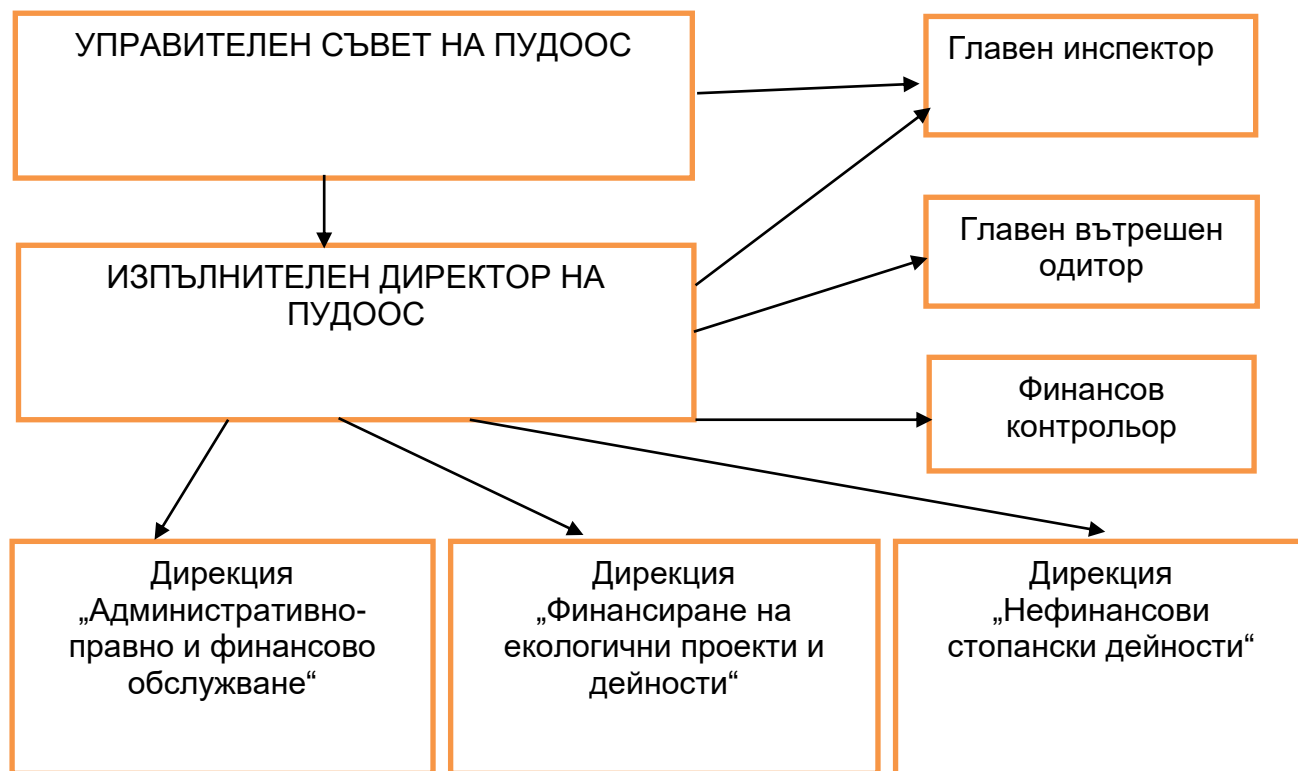 УПРАВИТЕЛЕН СЪВЕТ НА ПУДООС
Главен инспектор
Главен вътрешен
одитор
ИЗПЪЛНИТЕЛЕН ДИРЕКТОР НА
ПУДООС
Финансов
контрольор
Дирекция
„Административно-
правно и финансово
обслужване“
Дирекция
„Финансиране на
екологични проекти и
дейности“
Дирекция
„Нефинансови
стопански дейности“